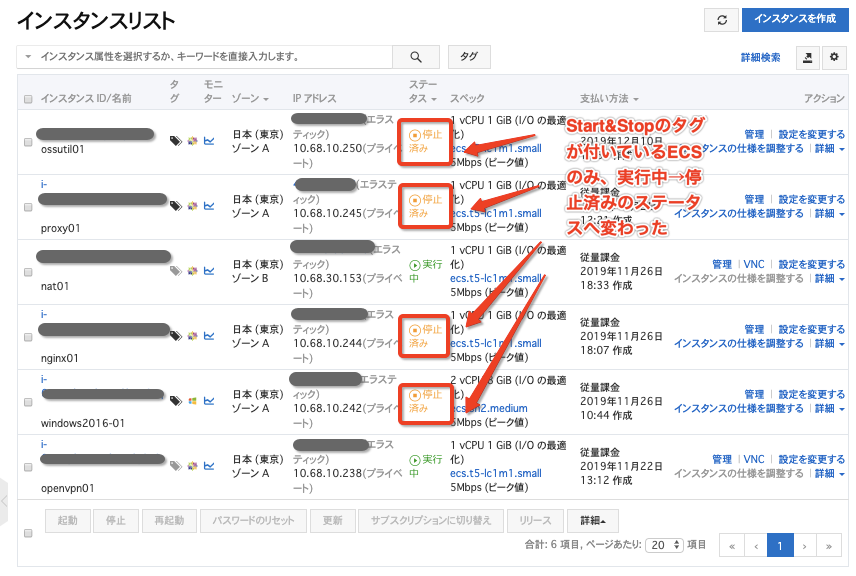 インスタンスリスト
インスタンスを作成
インスタンス属性を選択するか、キーワードを直接入力します。
タグ
詳細検索
インスタンス ID/名前
タグ
モニター
ゾーン
IP アドレス
ステータス
スペック
支払い方法
アクション
ossutil01
日本 (東京)
ゾーン A
エラスティック)
10.68.10.250(プライベート)
停止済み
1 vCPU 1 GiB (I/O の最適化)
ecs.t5-lc1m1.small
5Mbps (ピーク値)
2019年12月10日
管理 | 設定を変更する
インスタンスの仕様を調整する | 詳細
i-
proxy01
日本 (東京)
ゾーン A
(エラスティック)
10.68.10.245(プライベート)
停止済み
1 vCPU 1 GiB (I/O の最適化)
ecs.t5-lc1m1.small
5Mbps (ピーク値)
従量課金
12:21 作成
管理 | 設定を変更する
インスタンスの仕様を調整する | 詳細
nat01
日本 (東京)
ゾーン B
エラスティック)
10.68.30.153(プライベート)
実行中
1 vCPU 1 GiB (I/O の最適化)
ecs.t5-lc1m1.small
5Mbps (ピーク値)
従量課金
2019年11月26日
18:33 作成
管理 | VNC | 設定を変更する
インスタンスの仕様を調整する | 詳細
i-
nginx01
日本 (東京)
ゾーン A
エラスティック)
10.68.10.244(プライベート)
停止済み
1 vCPU 1 GiB (I/O の最適化)
ecs.t5-lc1m1.small
5Mbps (ピーク値)
従量課金
2019年11月26日
18:07 作成
管理 | 設定を変更する
インスタンスの仕様を調整する | 詳細
i-
windows2016-01
日本 (東京)
ゾーン A
エラスティック)
10.68.10.242(プライベート)
停止済み
2 vCPU 8 GiB (I/O の最適化)
5Mbps (ピーク値)
従量課金
2019年11月26日
10:44 作成
管理 | 設定を変更する
インスタンスの仕様を調整する | 詳細
i-
openvpn01
日本 (東京)
ゾーン A
エラスティック)
10.68.10.238(プライベート)
実行中
1 vCPU 1 GiB (I/O の最適化)
ecs.t5-lc1m1.small
5Mbps (ピーク値)
従量課金
2019年11月22日
13:12 作成
管理 | VNC | 設定を変更する
インスタンスの仕様を調整する | 詳細
Start&Stopのタグ
が付いているECS
のみ、実行中→停
止済みのステータ
スへ変わった
起動
停止
再起動
パスワードのリセット
更新
サブスクリプションに切り替え
リリース
詳細
合計: 6 項目, ページあたり: 20 項目
« ‹ 1 › »